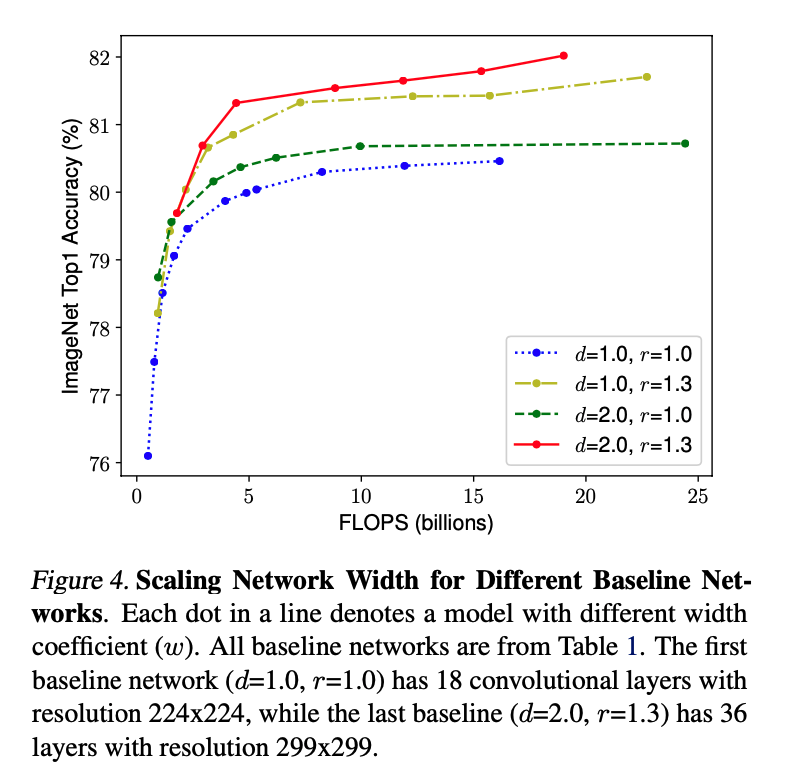 82
81
80
79
78
77
76
ImageNet Top1 Accuracy (%)
d=1.0, r=1.0
d=1.0, r=1.3
d=2.0, r=1.0
d=2.0, r=1.3
0 5 10 15 20 25
FLOPS (billions)
Figure 4. Scaling Network Width for Different Baseline Net-
works. Each dot in a line denotes a model with different width
coefficient (w). All baseline networks are from Table 1. The first
baseline network (d=1.0, r=1.0) has 18 convolutional layers with
resolution 224x224, while the last baseline (d=2.0, r=1.3) has 36
layers with resolution 299x299.